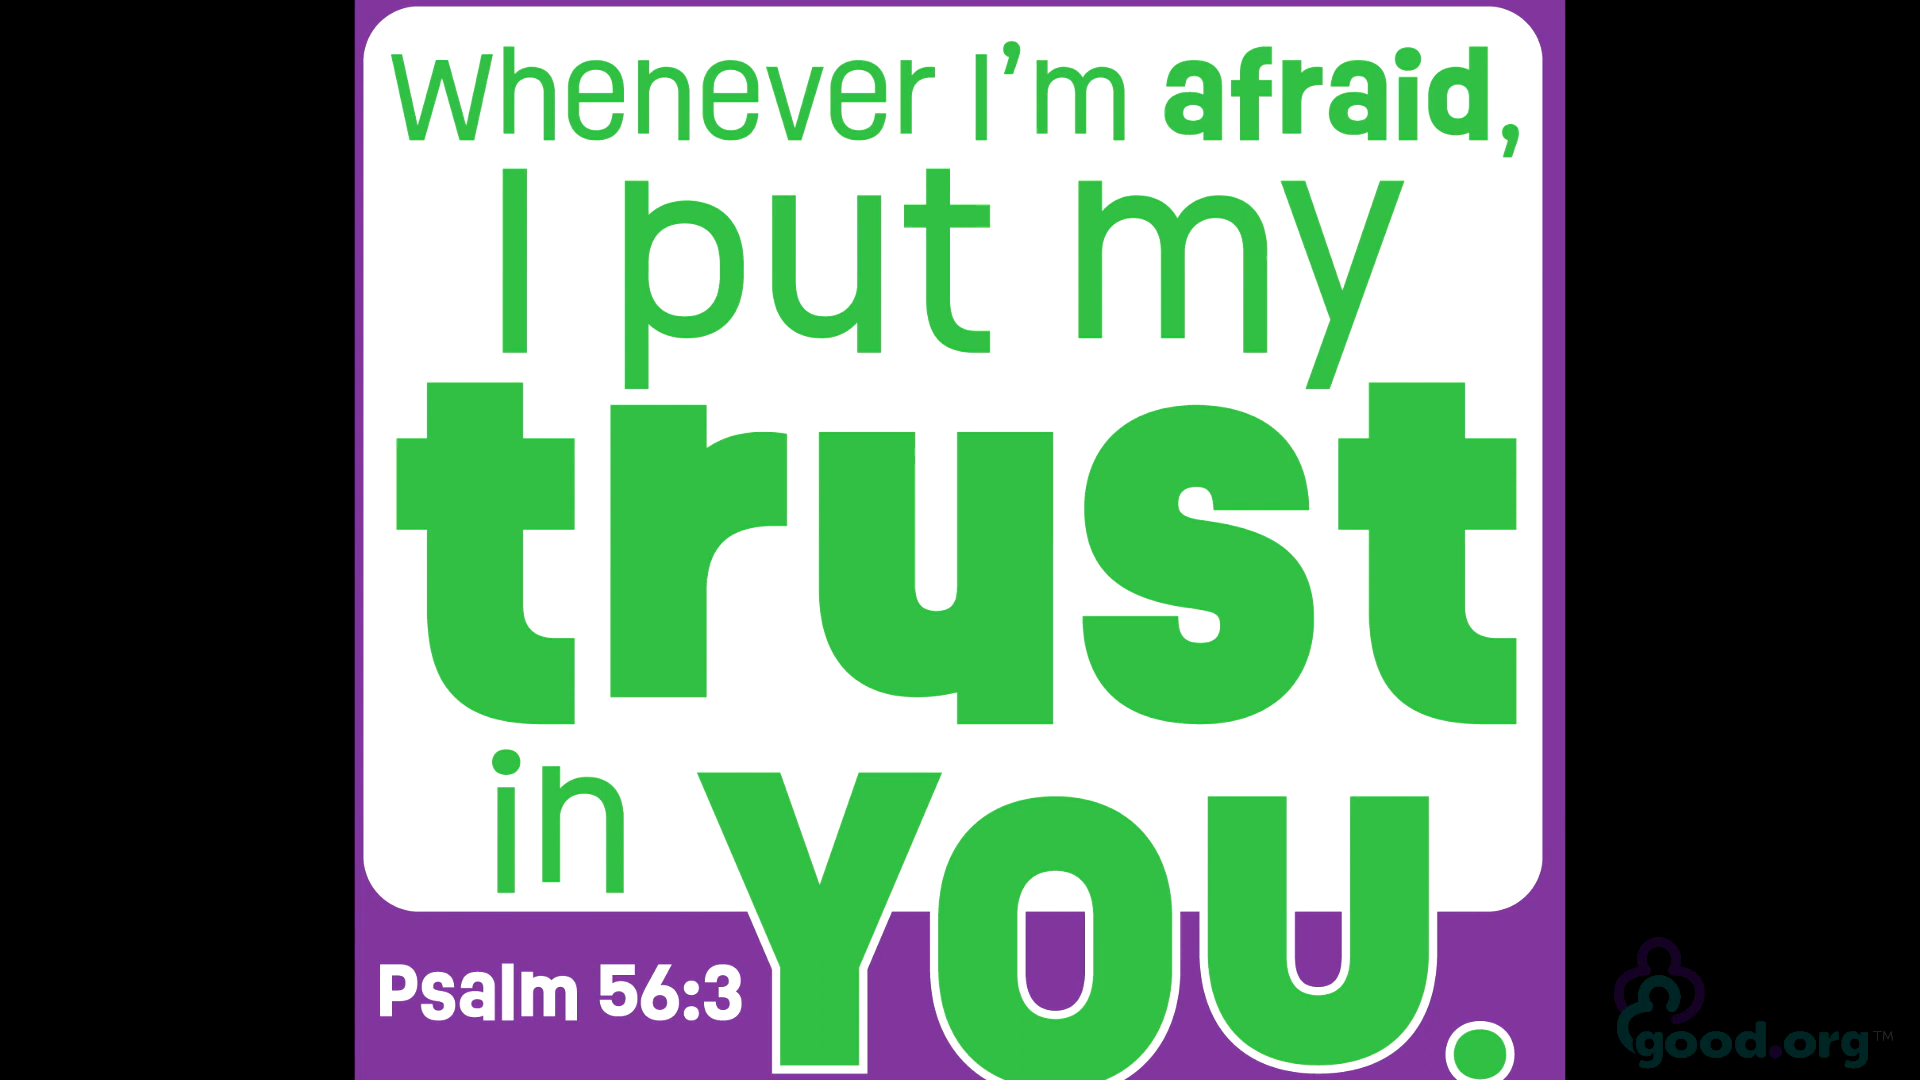 Whenever I’m afraid,
I put my
trust
in You.
Psalm 56:3
good.org™